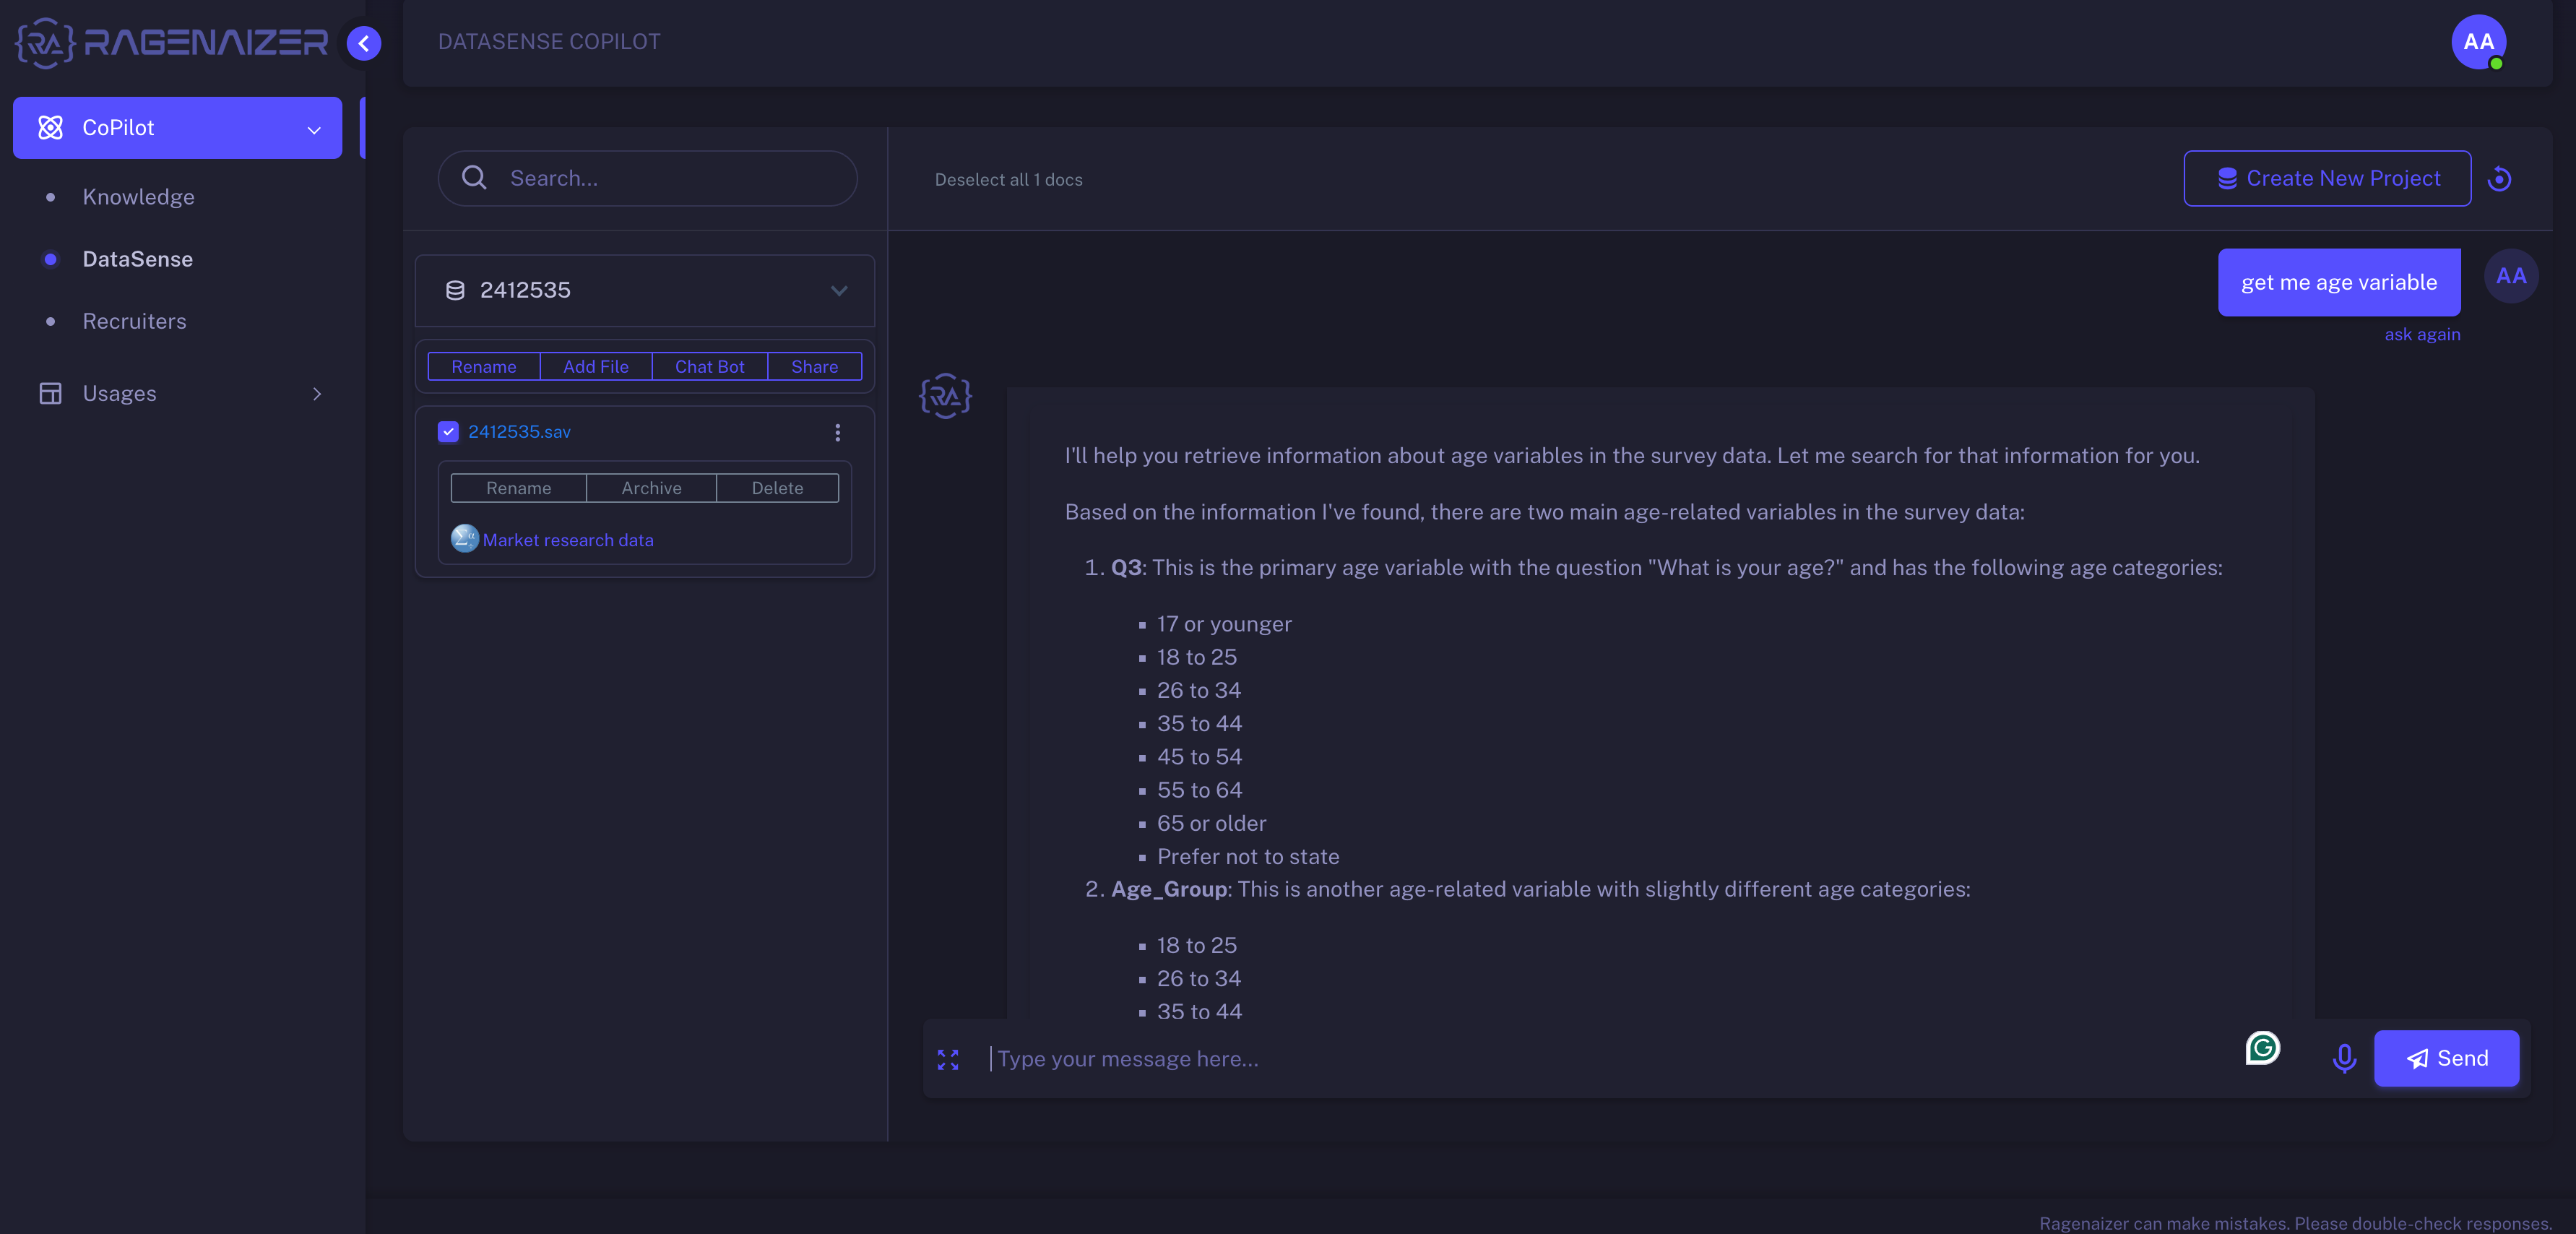 RAGENAIZER
CoPilot
Knowledge
DataSense
Recruiters
Usages
DATASENSE COPILOT
AA
Search...
2412535
Rename Add File Chat Bot Share
2412535.sav
Rename Archive Delete
Market research data
Deselect all 1 docs
Create New Project
get me age variable
AA
ask again
RA
I'll help you retrieve information about age variables in the survey data. Let me search for that information for you.
Based on the information I've found, there are two main age-related variables in the survey data:
1. Q3: This is the primary age variable with the question "What is your age?" and has the following age categories:
17 or younger
18 to 25
26 to 34
35 to 44
45 to 54
55 to 64
65 or older
Prefer not to state
2. Age_Group: This is another age-related variable with slightly different age categories:
18 to 25
26 to 34
35 to 44
Type your message here...
Send
Ragenaizer can make mistakes. Please double-check responses.